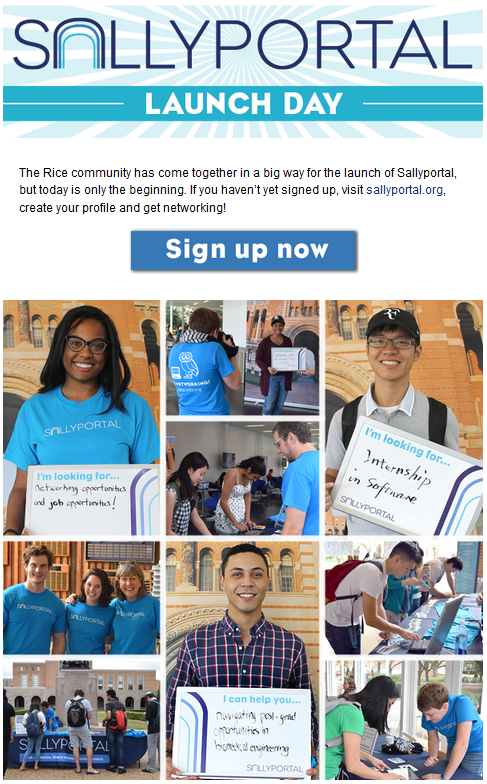 SALLYPORTAL
LAUNCH DAY
The Rice community has come together in a big way for the launch of Sallyportal,
but today is only the beginning. If you haven't yet signed up, visit sallyportal.org,
create your profile and get networking!
Sign up now
SALLYPORTAL
I'm looking for...
Networking opportunities
and job opportunities!
NETWORKING!
I'm looking for...
Internship
in Software
SALLYPORTAL
SALLYPORTAL
SALLYPORTAL
I can help you...
navigating post-grad
opportunities in
biomedical engineering
SALLYPORTAL
SALLYPORTAL